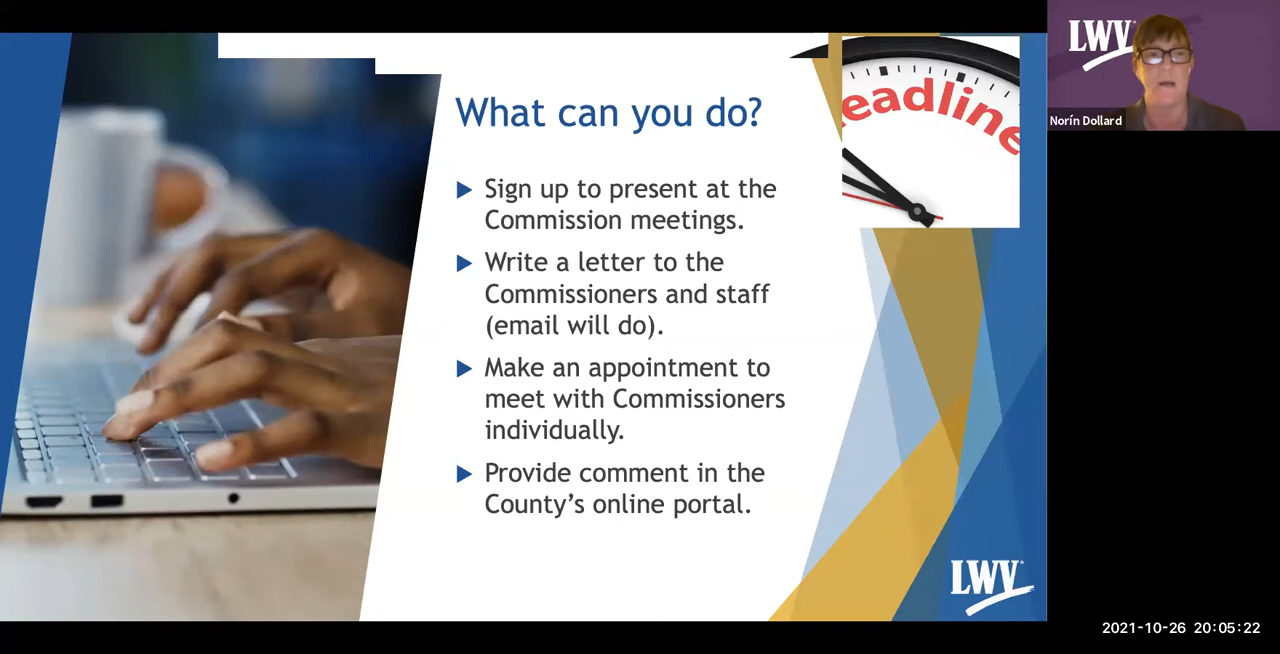 What can you do?
Sign up to present at the
Commission meetings.
Write a letter to the
Commissioners and staff
(email will do).
Make an appointment to
meet with Commissioners
individually.
Provide comment in the
County’s online portal.
eadline
LWV
LWV
Norín Dollard
2021-10-26 20:05:22